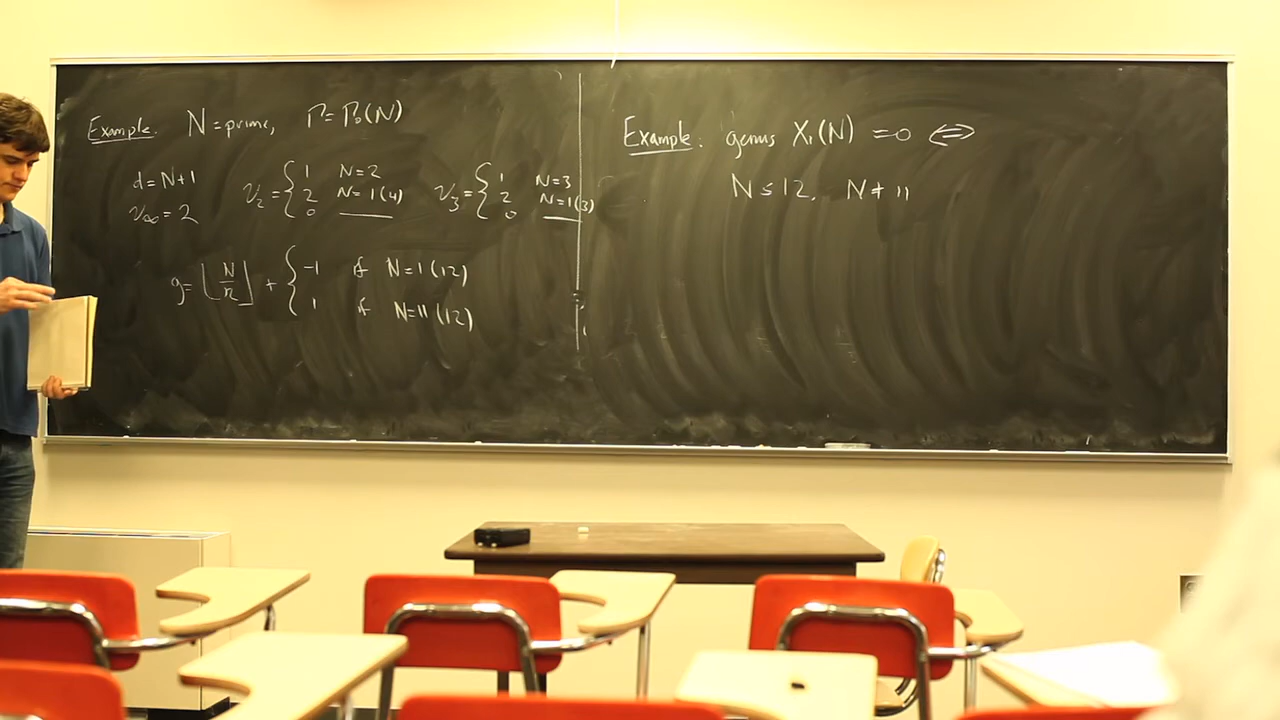 Example. N=prime, Γ=Γ₀(N)
d=N+1
ν∞=2
ν₂={ 1 N=2
2 N=1(4)
0
ν₃={ 1 N=3
2 N=1(3)
0
g=⌊N/12⌋+{ -1 if N=1(12)
1 if N=11(12)
Example. genus X₁(N)=0 ⇔
N≤12, N≠11